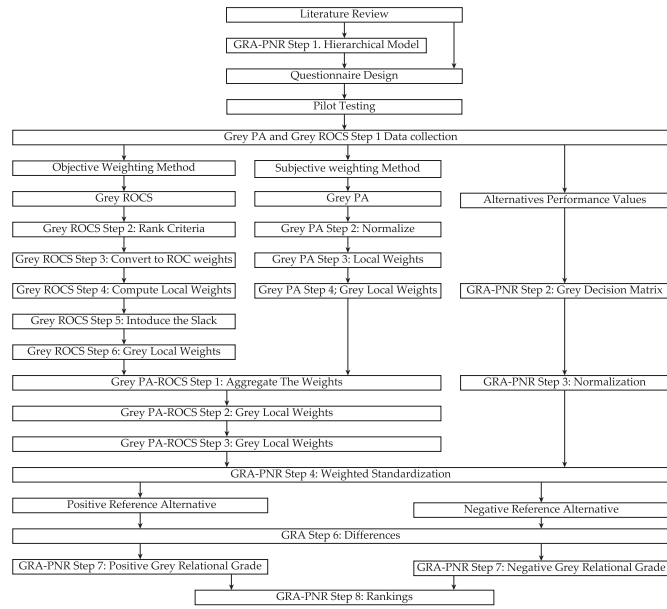 Literature Review
GRA-PNR Step 1. Hierarchical Model
Questionnaire Design
Pilot Testing
Grey PA and Grey ROCS Step 1 Data collection
Objective Weighting Method
Subjective weighting Method
Grey ROCS
Grey PA
Alternatives Performance Values
Grey ROCS Step 2: Rank Criteria
Grey PA Step 2: Normalize
Grey ROCS Step 3: Convert to ROC weights
Grey PA Step 3: Local Weights
Grey ROCS Step 4: Compute Local Weights
Grey PA Step 4; Grey Local Weights
GRA-PNR Step 2: Grey Decision Matrix
Grey ROCS Step 5: Intoduce the Slack
Grey ROCS Step 6: Grey Local Weights
Grey PA-ROCS Step 1: Aggregate The Weights
GRA-PNR Step 3: Normalization
Grey PA-ROCS Step 2: Grey Local Weights
Grey PA-ROCS Step 3: Grey Local Weights
GRA-PNR Step 4: Weighted Standardization
Positive Reference Alternative
Negative Reference Alternative
GRA Step 6: Differences
GRA-PNR Step 7: Positive Grey Relational Grade
GRA-PNR Step 7: Negative Grey Relational Grade
GRA-PNR Step 8: Rankings